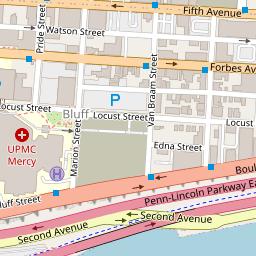 Fifth Avenue
Watson Street
Pride Street
Forbes Av
Van Braam Street
P
Locust Street
Bluff
Locust Street
Locust
Marion Street
UPMC
Mercy
Edna Street
H
Boul
Penn-Lincoln Parkway Ea
Bluff Street
Second Avenue
Second Avenue